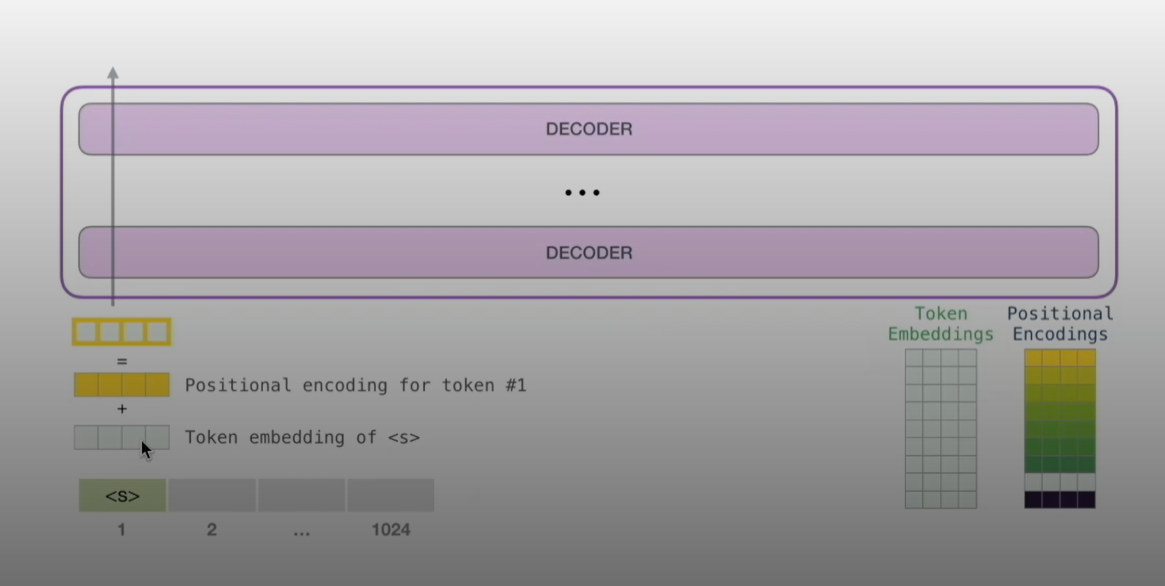 DECODER
...
DECODER
Token
Embeddings
Positional
Encodings
=
Positional encoding for token #1
+
Token embedding of <s>
<s>
1 2 ... 1024